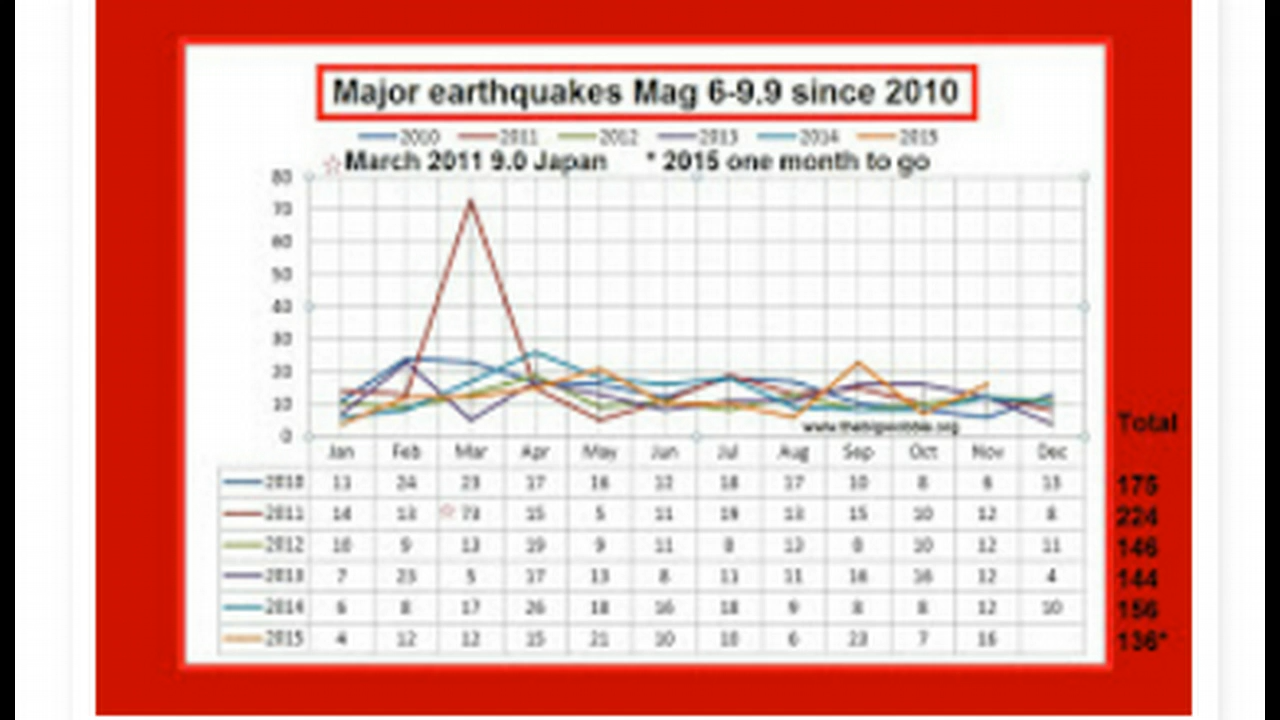 Major earthquakes Mag 6-9.9 since 2010
2010 2011 2012 2013 2014 2015
☆ March 2011 9.0 Japan * 2015 one month to go
80
70
60
50
40
30
20
10
0
Jan Feb Mar Apr May Jun Jul Aug Sep Oct Nov Dec Total
2010 11 24 23 17 16 12 18 17 10 8 6 13 175
2011 14 13 ☆ 73 15 5 11 19 13 15 10 12 8 224
2012 10 9 13 19 9 11 8 8 10 12 11 146
2013 7 23 5 17 13 8 11 11 16 16 12 4 144
2014 6 8 17 26 18 16 18 9 8 8 12 10 156
2015 4 12 12 15 21 10 10 6 23 7 16 136*